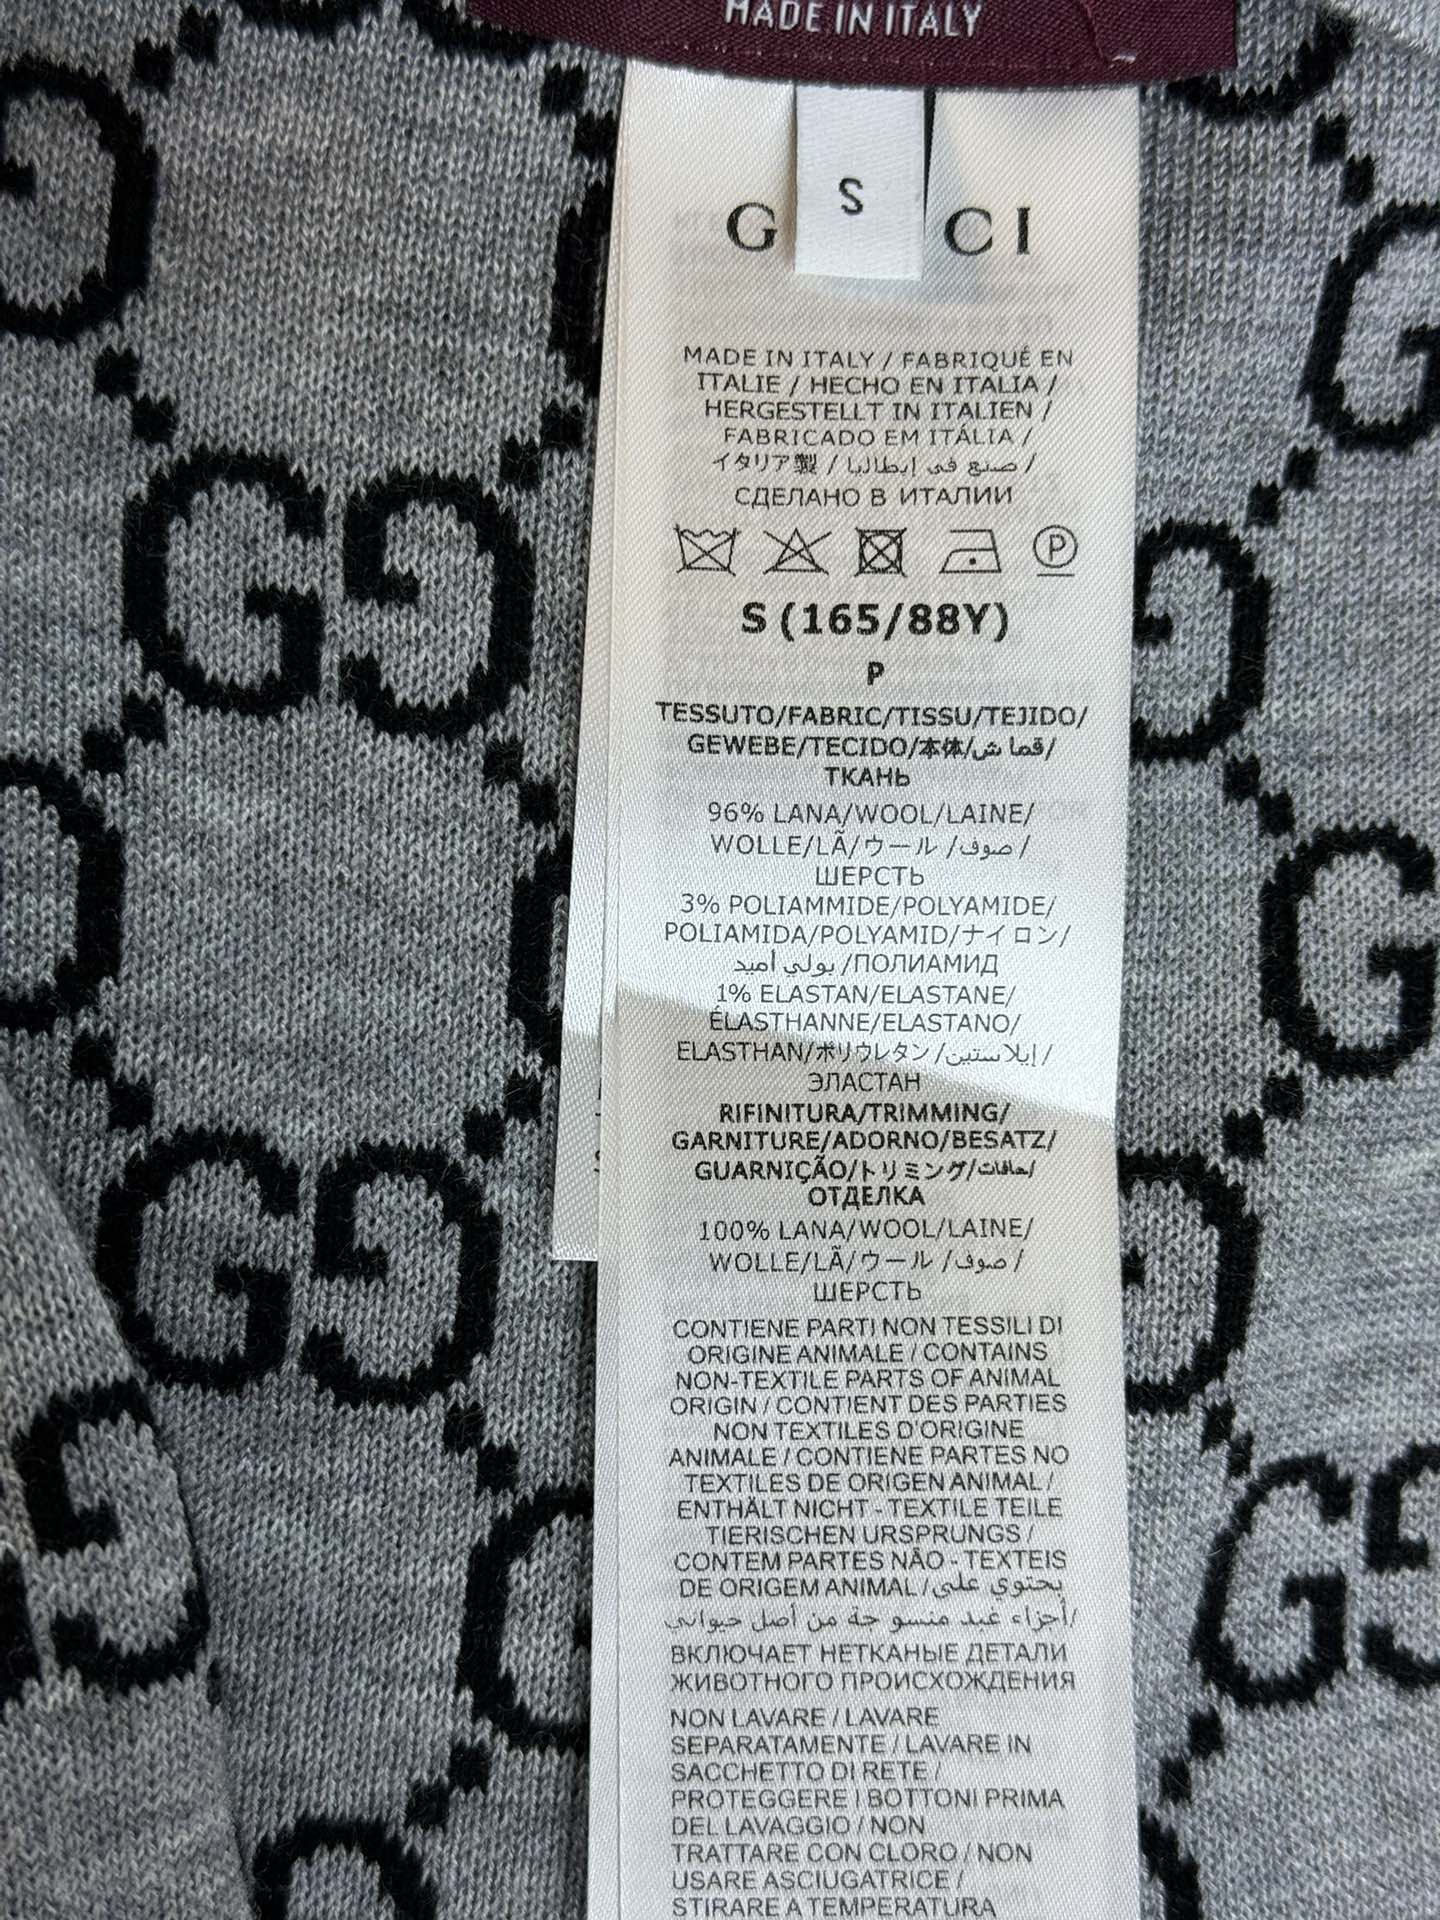 MADE IN ITALY
S
G CI
MADE IN ITALY / FABRIQUÉ EN
ITALIE / HECHO EN ITALIA /
HERGESTELLT IN ITALIEN /
FABRICADO EM ITÁLIA /
イタリア製 / صنع في إيطاليا /
СДЕЛАНО В ИТАЛИИ
P
S (165/88Y)
P
TESSUTO/FABRIC/TISSU/TEJIDO/
GEWEBE/TECIDO/本体/قماش/
ТКАНЬ
96% LANA/WOOL/LAINE/
WOLLE/LÃ/ウール /صوف /
ШЕРСТЬ
3% POLIAMMIDE/POLYAMIDE/
POLIAMIDA/POLYAMID/ナイロン/
بولي أميد /ПОЛИАМИД
1% ELASTAN/ELASTANE/
ÉLASTHANNE/ELASTANO/
ELASTHAN/ポリウレタン /إيلاستين/
ЭЛАСТАН
RIFINITURA/TRIMMING/
GARNITURE/ADORNO/BESATZ/
GUARNIÇÃO/トリミング/حافات/
ОТДЕЛКА
100% LANA/WOOL/LAINE/
WOLLE/LÃ/ウール /صوف /
ШЕРСТЬ
CONTIENE PARTI NON TESSILI DI
ORIGINE ANIMALE / CONTAINS
NON-TEXTILE PARTS OF ANIMAL
ORIGIN / CONTIENT DES PARTIES
NON TEXTILES D'ORIGINE
ANIMALE / CONTIENE PARTES NO
TEXTILES DE ORIGEN ANIMAL /
ENTHÄLT NICHT - TEXTILE TEILE
TIERISCHEN URSPRUNGS /
CONTEM PARTES NÃO - TEXTEIS
DE ORIGEM ANIMAL / يحتوي على
أجزاء غيد منسو جة من أصل حيواني/
ВКЛЮЧАЕТ НЕТКАНЫЕ ДЕТАЛИ
ЖИВОТНОГО ПРОИСХОЖДЕНИЯ
NON LAVARE / LAVARE
SEPARATAMENTE / LAVARE IN
SACCHETTO DI RETE /
PROTEGGERE I BOTTONI PRIMA
DEL LAVAGGIO / NON
TRATTARE CON CLORO / NON
USARE ASCIUGATRICE /
STIRARE A TEMPERATURA